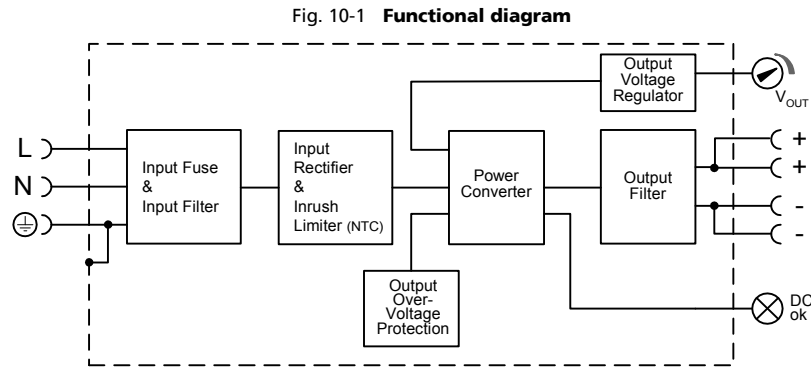 Fig. 10-1 Functional diagram
Output
Voltage
Regulator
V_OUT
L
N
Input Fuse
&
Input Filter
Input
Rectifier
&
Inrush
Limiter (NTC)
Power
Converter
Output
Filter
+
+
-
-
Output
Over-
Voltage
Protection
DC
ok